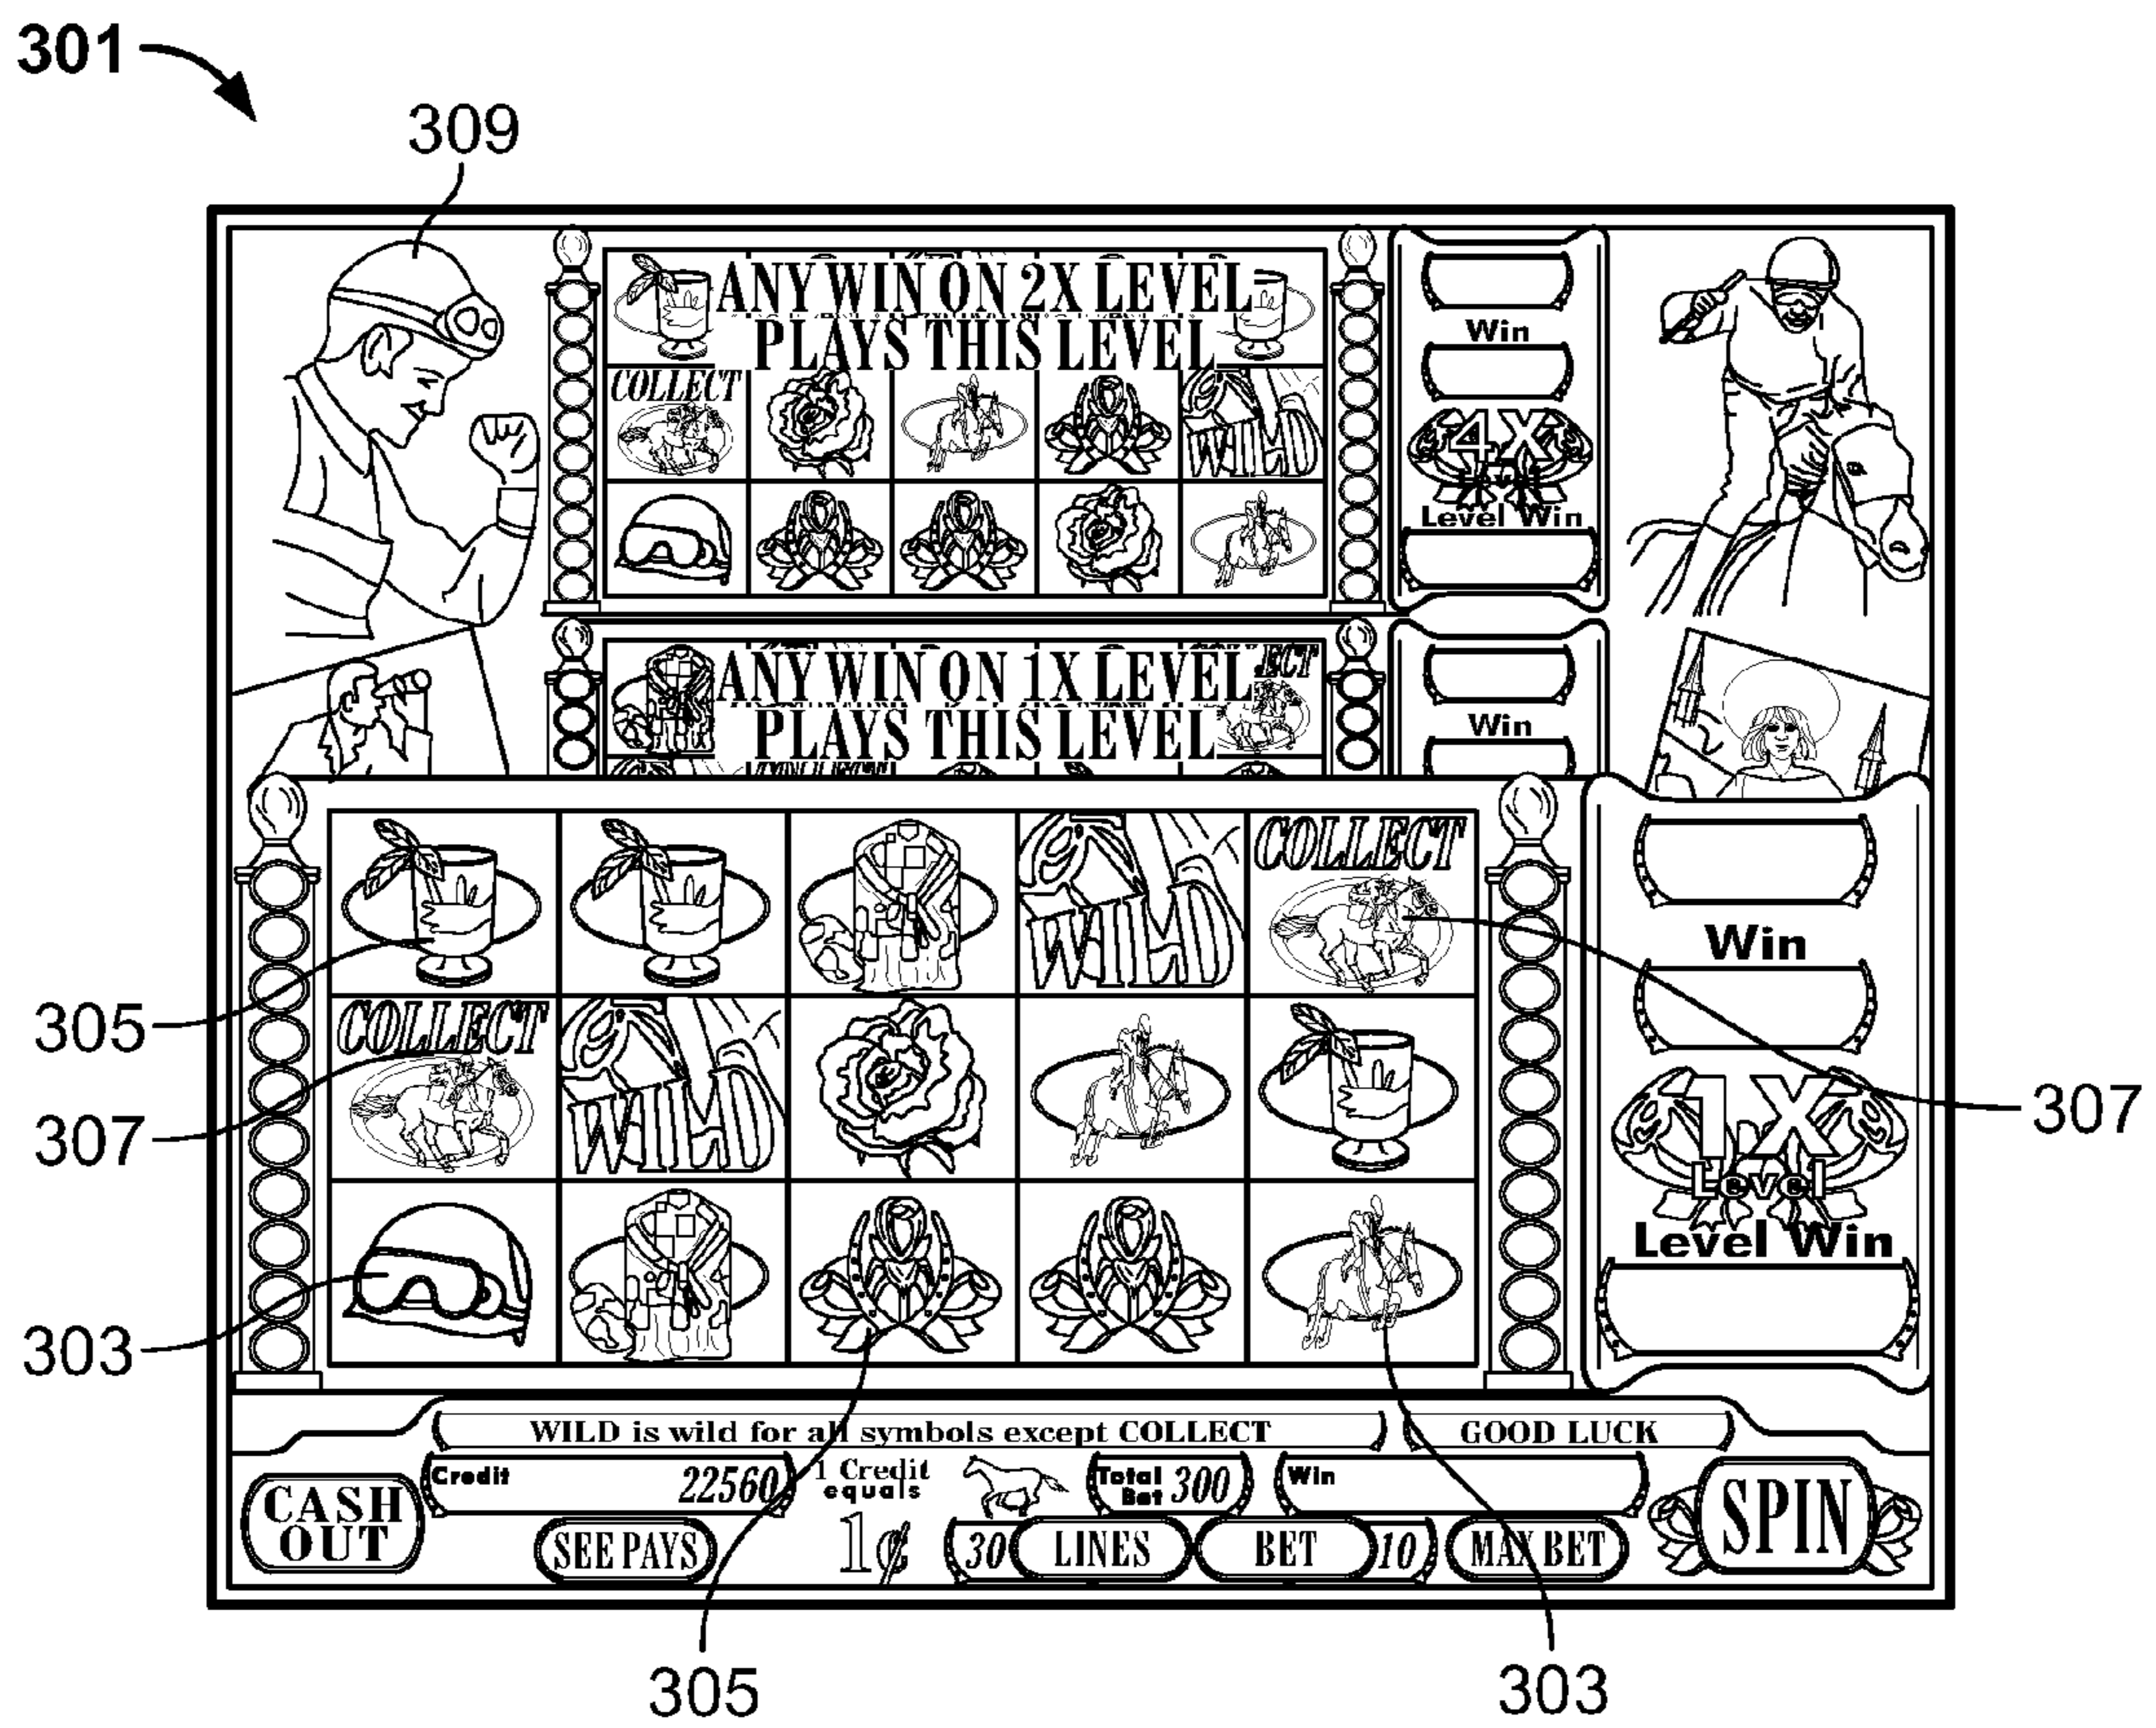 301
309
ANY WIN ON 2X LEVEL
PLAYS THIS LEVEL
Win
COLLECT
WILD
4X
Level
Level Win
ANY WIN ON 1X LEVEL
PLAYS THIS LEVEL
Win
COLLECT
WILD
305
COLLECT
WILD
307
307
Win
1X
Level
Level Win
303
WILD is wild for all symbols except COLLECT
GOOD LUCK
CASH
OUT
Credit
22560
1 Credit
equals
1¢
Total
Bet 300
Win
SPIN
SEE PAYS
30
LINES
BET
10
MAX BET
305
303